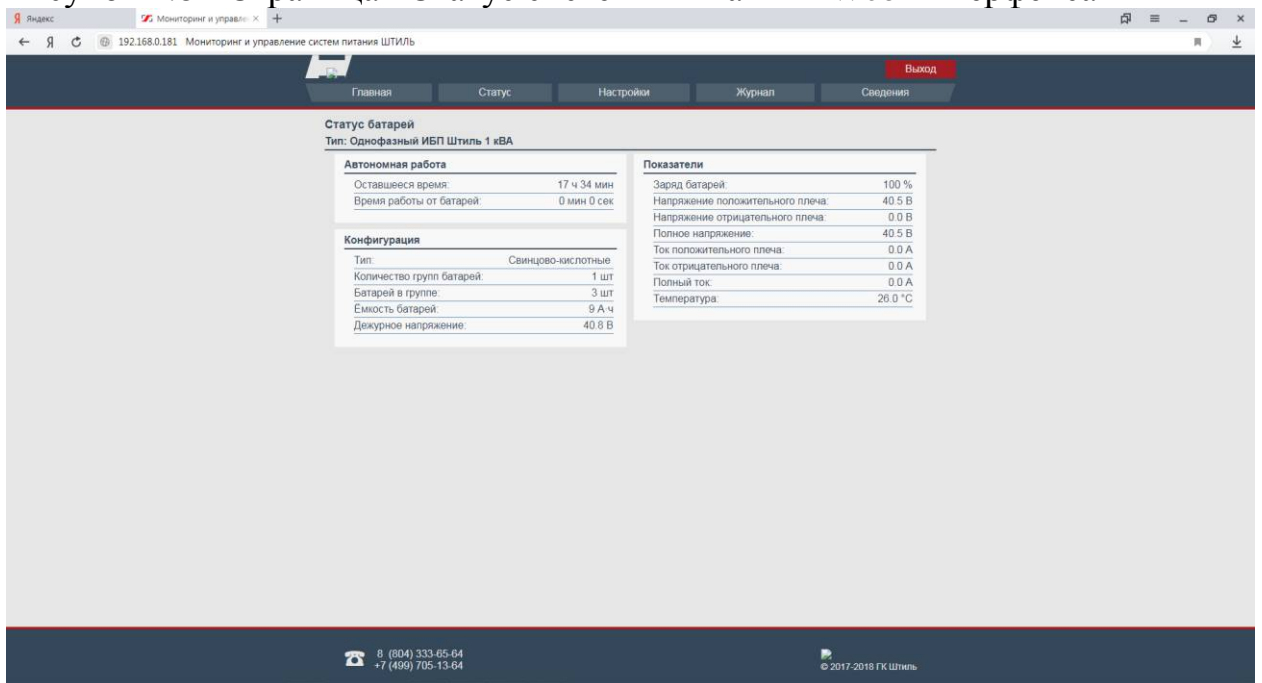 Яндекс
Мониторинг и управле
192.168.0.181 Мониторинг и управление систем питания ШТИЛЬ
Выход
Главная Статус Настройки Журнал Сведения
Статус батарей
Тип: Однофазный ИБП Штиль 1 кВА
Автономная работа
Оставшееся время: 17 ч 34 мин
Время работы от батарей: 0 мин 0 сек
Конфигурация
Тип: Свинцово-кислотные
Количество групп батарей: 1 шт
Батарей в группе: 3 шт
Емкость батарей: 9 А·ч
Дежурное напряжение: 40.8 В
Показатели
Заряд батарей: 100 %
Напряжение положительного плеча: 40.5 В
Напряжение отрицательного плеча: 0.0 В
Полное напряжение: 40.5 В
Ток положительного плеча: 0.0 А
Ток отрицательного плеча: 0.0 А
Полный ток: 0.0 А
Температура: 26.0 °C
8 (804) 333-65-64
+7 (499) 705-13-64
© 2017-2018 ГК Штиль